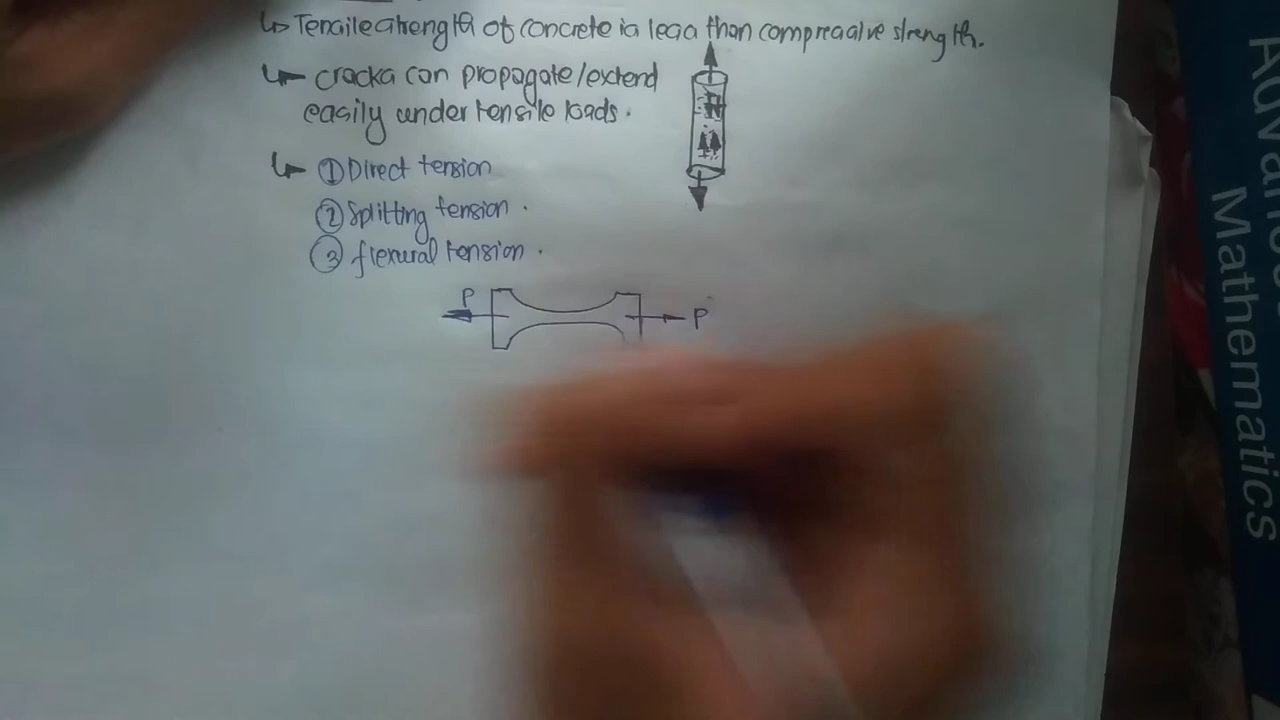 ↳ Tensile strength of concrete is less than compressive strength.
↳ cracks can propagate/extend
easily under tensile loads.
↳ ① Direct tension
② Splitting tension.
③ flexural tension.
P
P
Advan
Mathematics